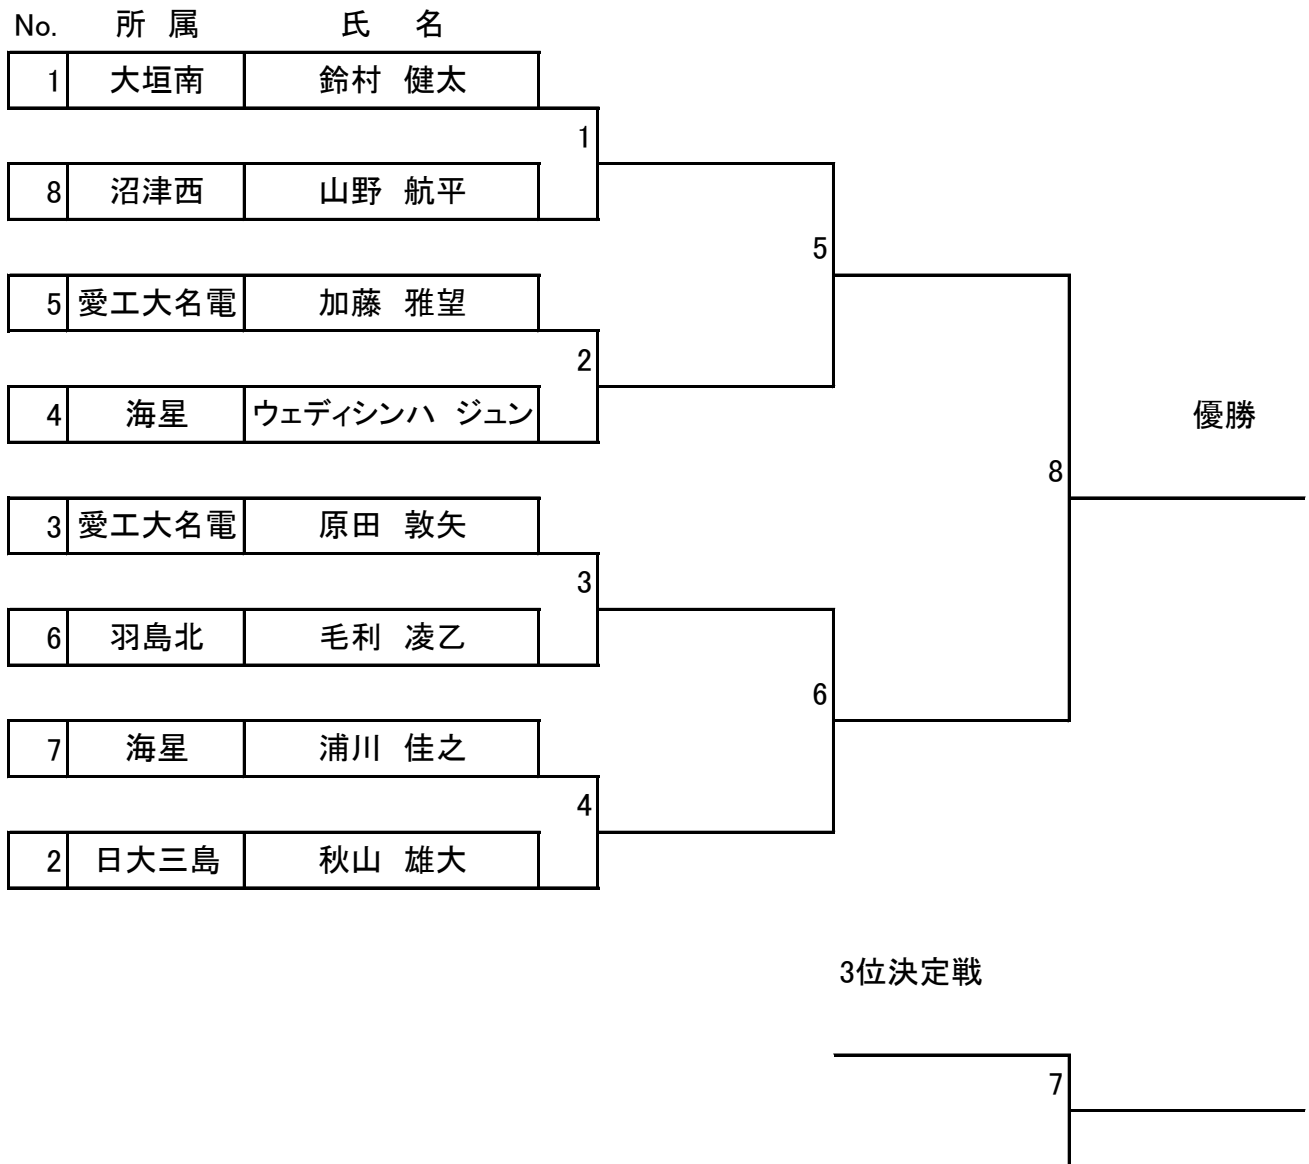 No. 所 属 氏 名
1 大垣南 鈴村 健太
1
8 沼津西 山野 航平
5
5 愛工大名電 加藤 雅望
2
4 海星 ウェディシンハ ジュン
優勝
8
3 愛工大名電 原田 敦矢
3
6 羽島北 毛利 凌乙
6
7 海星 浦川 佳之
4
2 日大三島 秋山 雄大
3位決定戦
7